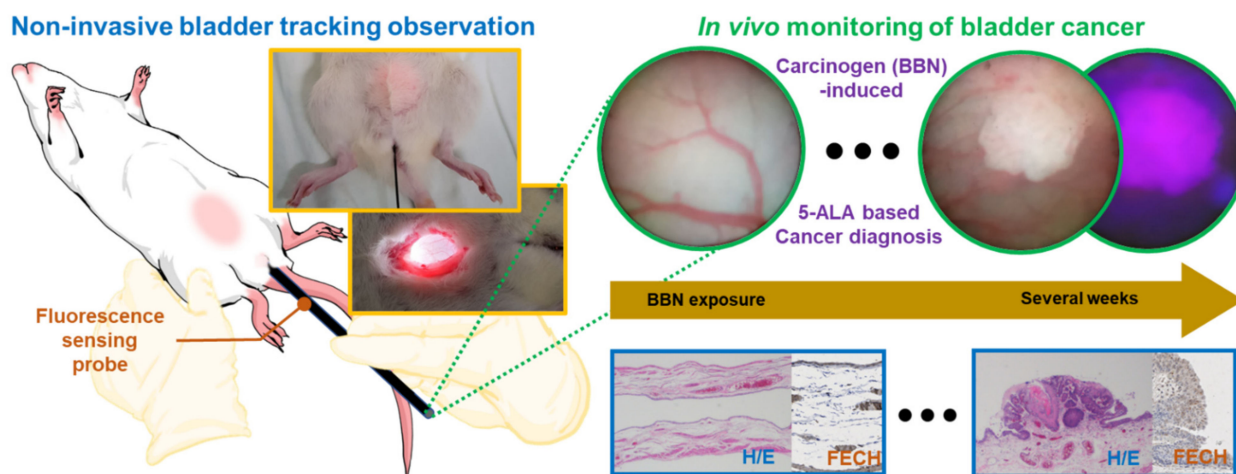 Non-invasive bladder tracking observation
In vivo monitoring of bladder cancer
Fluorescence
sensing
probe
Carcinogen (BBN)
-induced
5-ALA based
Cancer diagnosis
BBN exposure
Several weeks
H/E
FECH
H/E
FECH